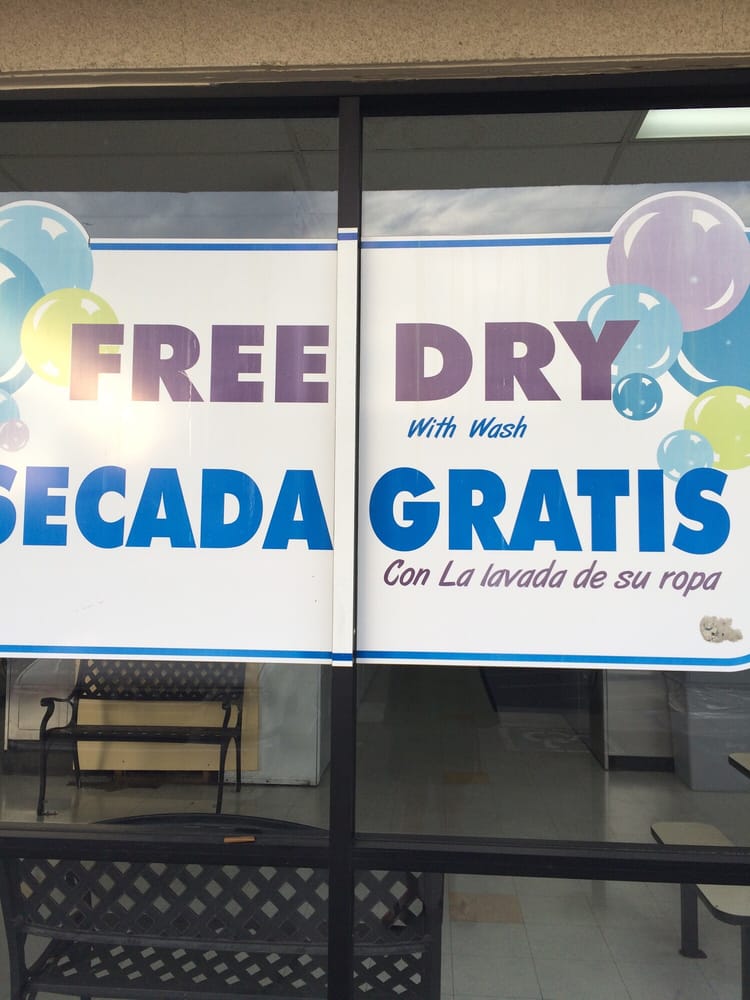 FREE DRY
With Wash
SECADA GRATIS
Con La lavada de su ropa